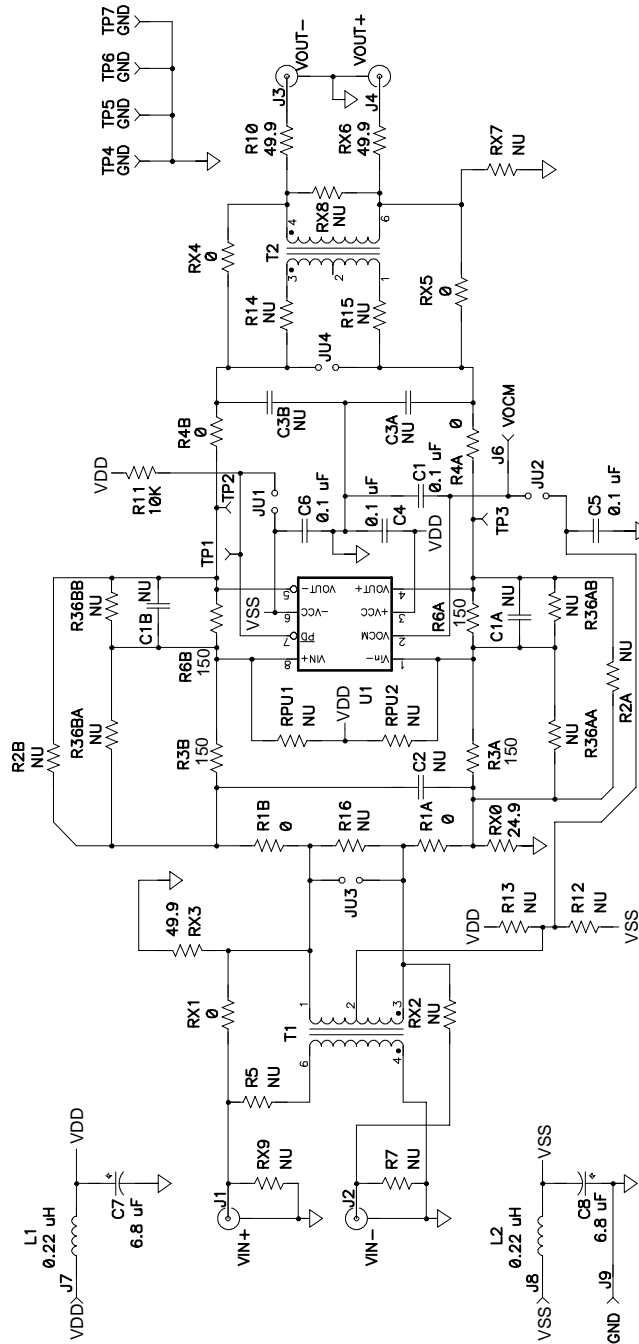 TP7
GND
TP6
GND
TP5
GND
TP4
GND
J3
VOUT-
VOUT+
J4
R10
49.9
RX6
49.9
RX8
NU
RX7
NU
RX4
0
T2
4
6
3
2
1
R14
NU
R15
NU
RX5
0
JU4
C3B
NU
C3A
NU
R4B
0
R4A
0
VDD
R11
10K
TP2
TP1
JU1
C6
0.1 uF
C4
0.1 uF
VDD
C1
0.1 uF
TP3
J6
VOCM
JU2
C5
0.1 uF
R2B
NU
R36BB
NU
R36BA
NU
C1B
NU
R6B
150
VSS
VOUT-
5
-VCC
6
PD
7
VIN+
8
VOUT+
4
+VCC
3
VOCM
2
Vin-
1
U1
R6A
150
C1A
NU
R36AB
NU
R36AA
NU
R2A
NU
RPU1
NU
VDD
RPU2
NU
R3B
150
R3A
150
C2
NU
R1B
0
R16
NU
R1A
0
RX0
24.9
JU3
49.9
RX3
VDD
R13
NU
R12
NU
VSS
RX1
0
T1
1
2
3
6
4
RX2
NU
R5
NU
RX9
NU
R7
NU
J1
VIN+
J2
VIN-
L1
0.22 uH
J7
VDD
VDD
C7
6.8 uF
L2
0.22 uH
J8
VSS
VSS
C8
6.8 uF
J9
GND